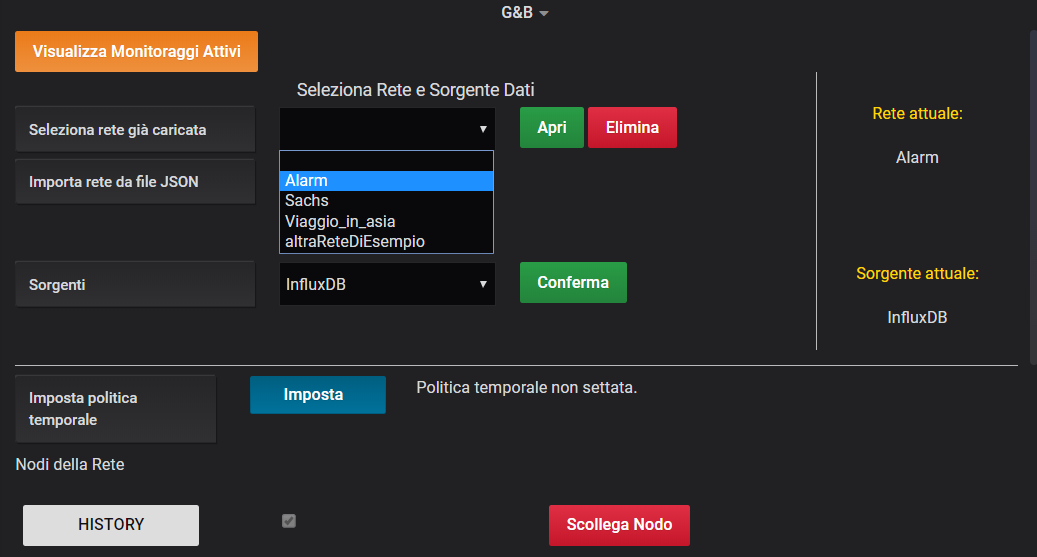 G&B
Visualizza Monitoraggi Attivi
Seleziona Rete e Sorgente Dati
Seleziona rete già caricata
Apri
Elimina
Importa rete da file JSON
Alarm
Sachs
Viaggio_in_asia
altraReteDiEsempio
Sorgenti
InfluxDB
Conferma
Rete attuale:
Alarm
Sorgente attuale:
InfluxDB
Imposta politica
temporale
Imposta
Politica temporale non settata.
Nodi della Rete
HISTORY
Scollega Nodo